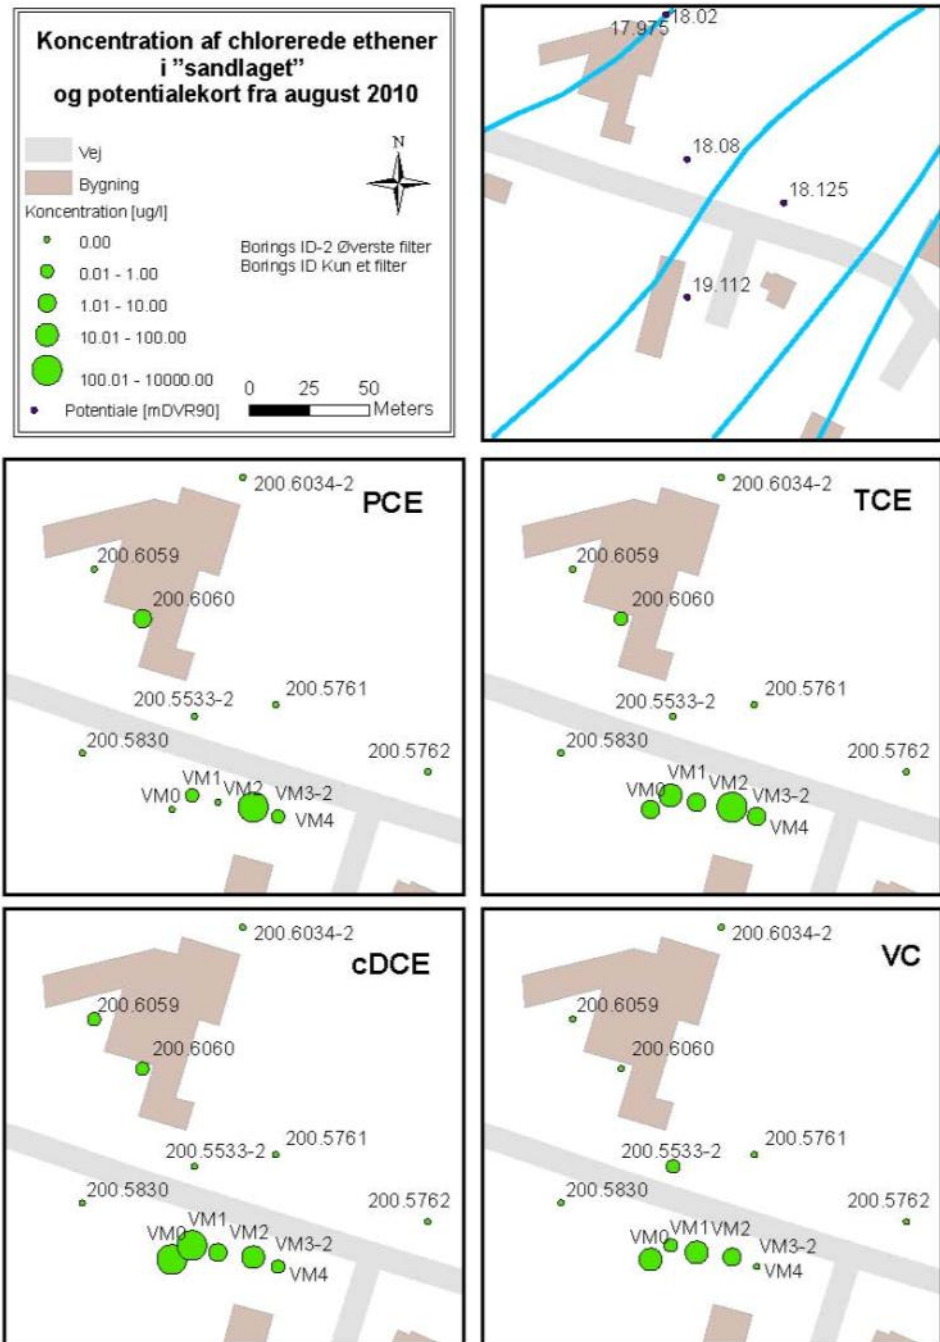 Koncentration af chlorerede ethener
i "sandlaget"
og potentialekort fra august 2010
Vej
Bygning
Koncentration [ug/l]
0.00
0.01 - 1.00
1.01 - 10.00
10.01 - 100.00
100.01 - 10000.00
Potentiale [mDVR90]
N
Borings ID-2 Øverste filter
Borings ID Kun et filter
0 25 50
Meters
18.02
17.975
18.08
18.125
19.112
PCE
200.6034-2
200.6059
200.6060
200.5761
200.5533-2
200.5830
200.5762
VM1
VM2
VM0
VM3-2
VM4
TCE
200.6034-2
200.6059
200.6060
200.5761
200.5533-2
200.5830
200.5762
VM1
VM2
VM0
VM3-2
VM4
cDCE
200.6034-2
200.6059
200.6060
200.5761
200.5533-2
200.5830
200.5762
VM1
VM2
VM0
VM3-2
VM4
VC
200.6034-2
200.6059
200.6060
200.5761
200.5533-2
200.5830
200.5762
VM1
VM2
VM0
VM3-2
VM4